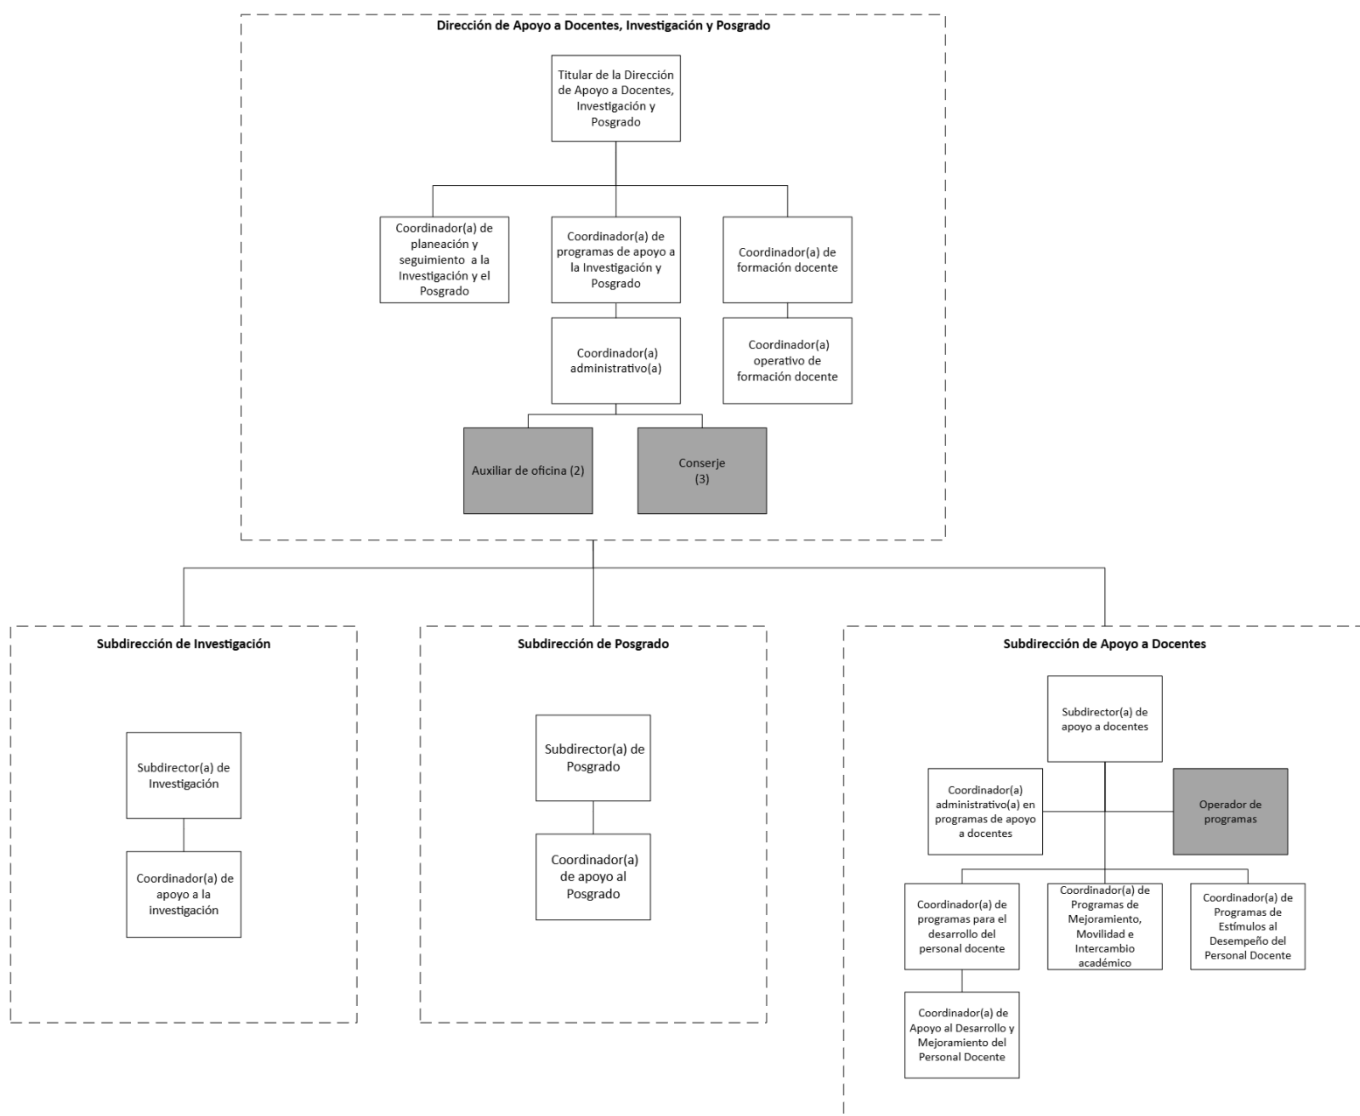 Dirección de Apoyo a Docentes, Investigación y Posgrado
Titular de la Dirección
de Apoyo a Docentes,
Investigación y
Posgrado
Coordinador(a) de
planeación y
seguimiento a la
Investigación y el
Posgrado
Coordinador(a) de
programas de apoyo a
la Investigación y
Posgrado
Coordinador(a) de
formación docente
Coordinador(a)
administrativo(a)
Coordinador(a)
operativo de
formación docente
Auxiliar de oficina (2)
Conserje
(3)
Subdirección de Investigación
Subdirector(a) de
Investigación
Coordinador(a) de
apoyo a la
investigación
Subdirección de Posgrado
Subdirector(a) de
Posgrado
Coordinador(a)
de apoyo al
Posgrado
Subdirección de Apoyo a Docentes
Subdirector(a) de
apoyo a docentes
Coordinador(a)
administrativo(a) en
programas de apoyo
a docentes
Operador de
programas
Coordinador(a) de
programas para el
desarrollo del
personal docente
Coordinador(a) de
Programas de
Mejoramiento,
Movilidad e
Intercambio
académico
Coordinador(a) de
Programas de
Estímulos al
Desempeño del
Personal Docente
Coordinador(a) de
Apoyo al Desarrollo y
Mejoramiento del
Personal Docente